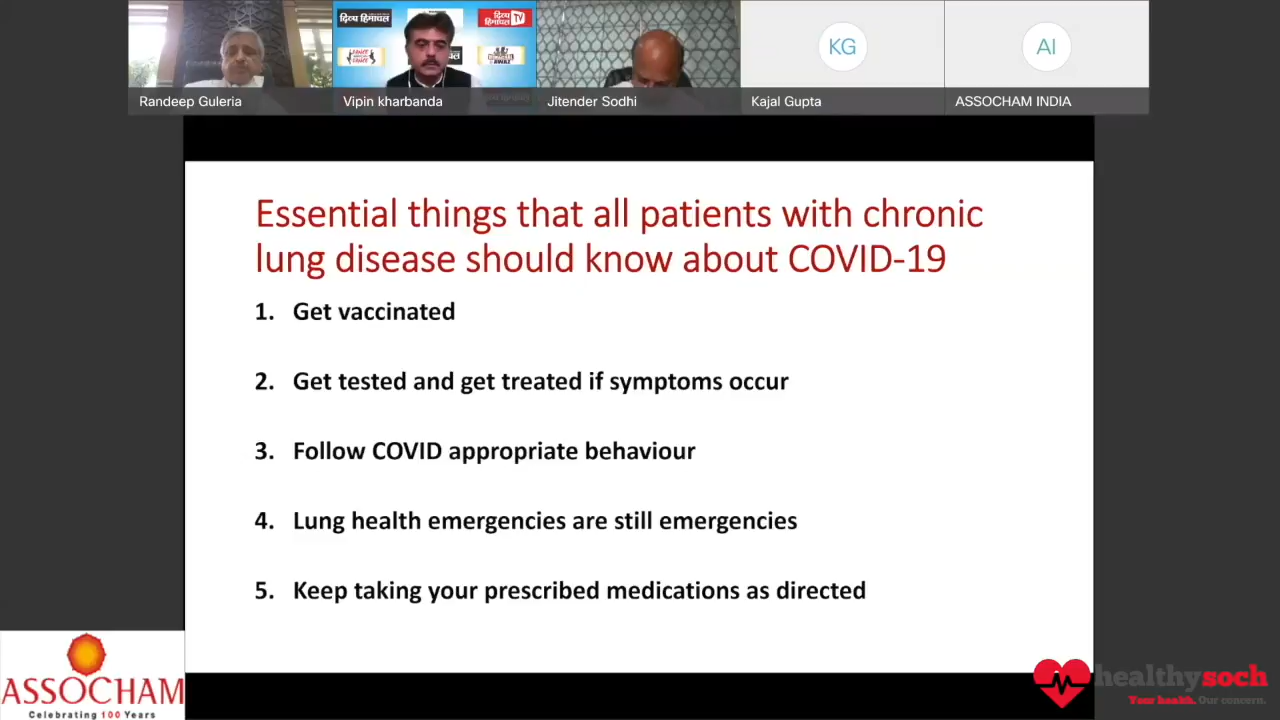 दिव्य हिमाचल
दिव्य हिमाचल TV
Randeep Guleria
Vipin kharbanda
Jitender Sodhi
KG
Kajal Gupta
AI
ASSOCHAM INDIA
Essential things that all patients with chronic
lung disease should know about COVID-19
1. Get vaccinated
2. Get tested and get treated if symptoms occur
3. Follow COVID appropriate behaviour
4. Lung health emergencies are still emergencies
5. Keep taking your prescribed medications as directed
ASSOCHAM
Celebrating 100 Years
healthysoch
Your health. Our concern.